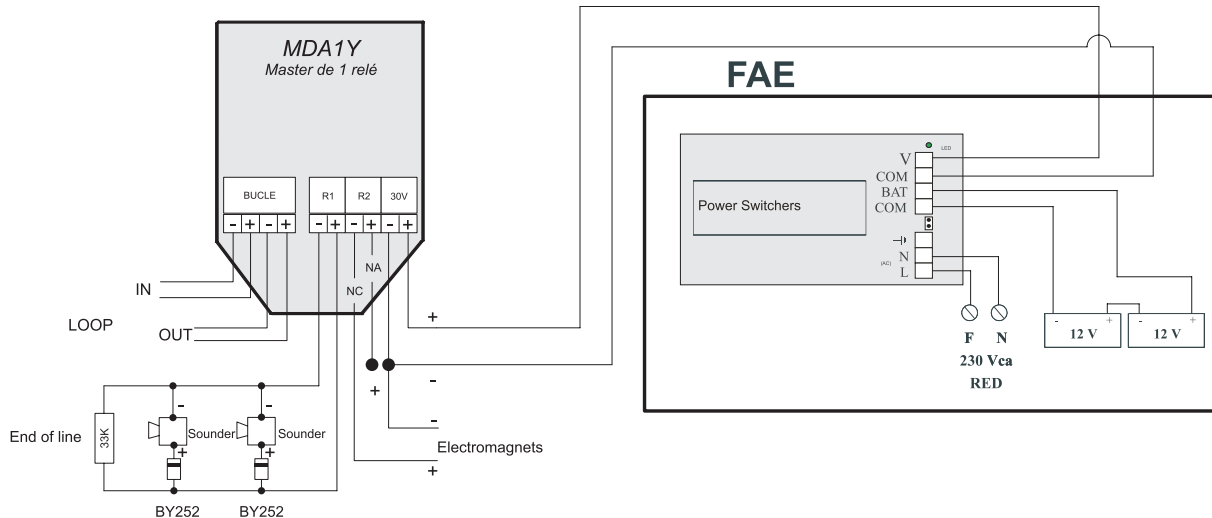 MDA1Y
Master de 1 relé
BUCLE
R1
R2
30V
- + - +
- + - + - +
NA
NC
IN
LOOP
OUT
+
-
+
-
Electromagnets
+
End of line
33K
-
Sounder
+
-
Sounder
+
BY252
BY252
FAE
Power Switchers
LED
V
COM
BAT
COM
(AC)
N
L
F N
230 Vca
RED
- +
12 V
- +
12 V